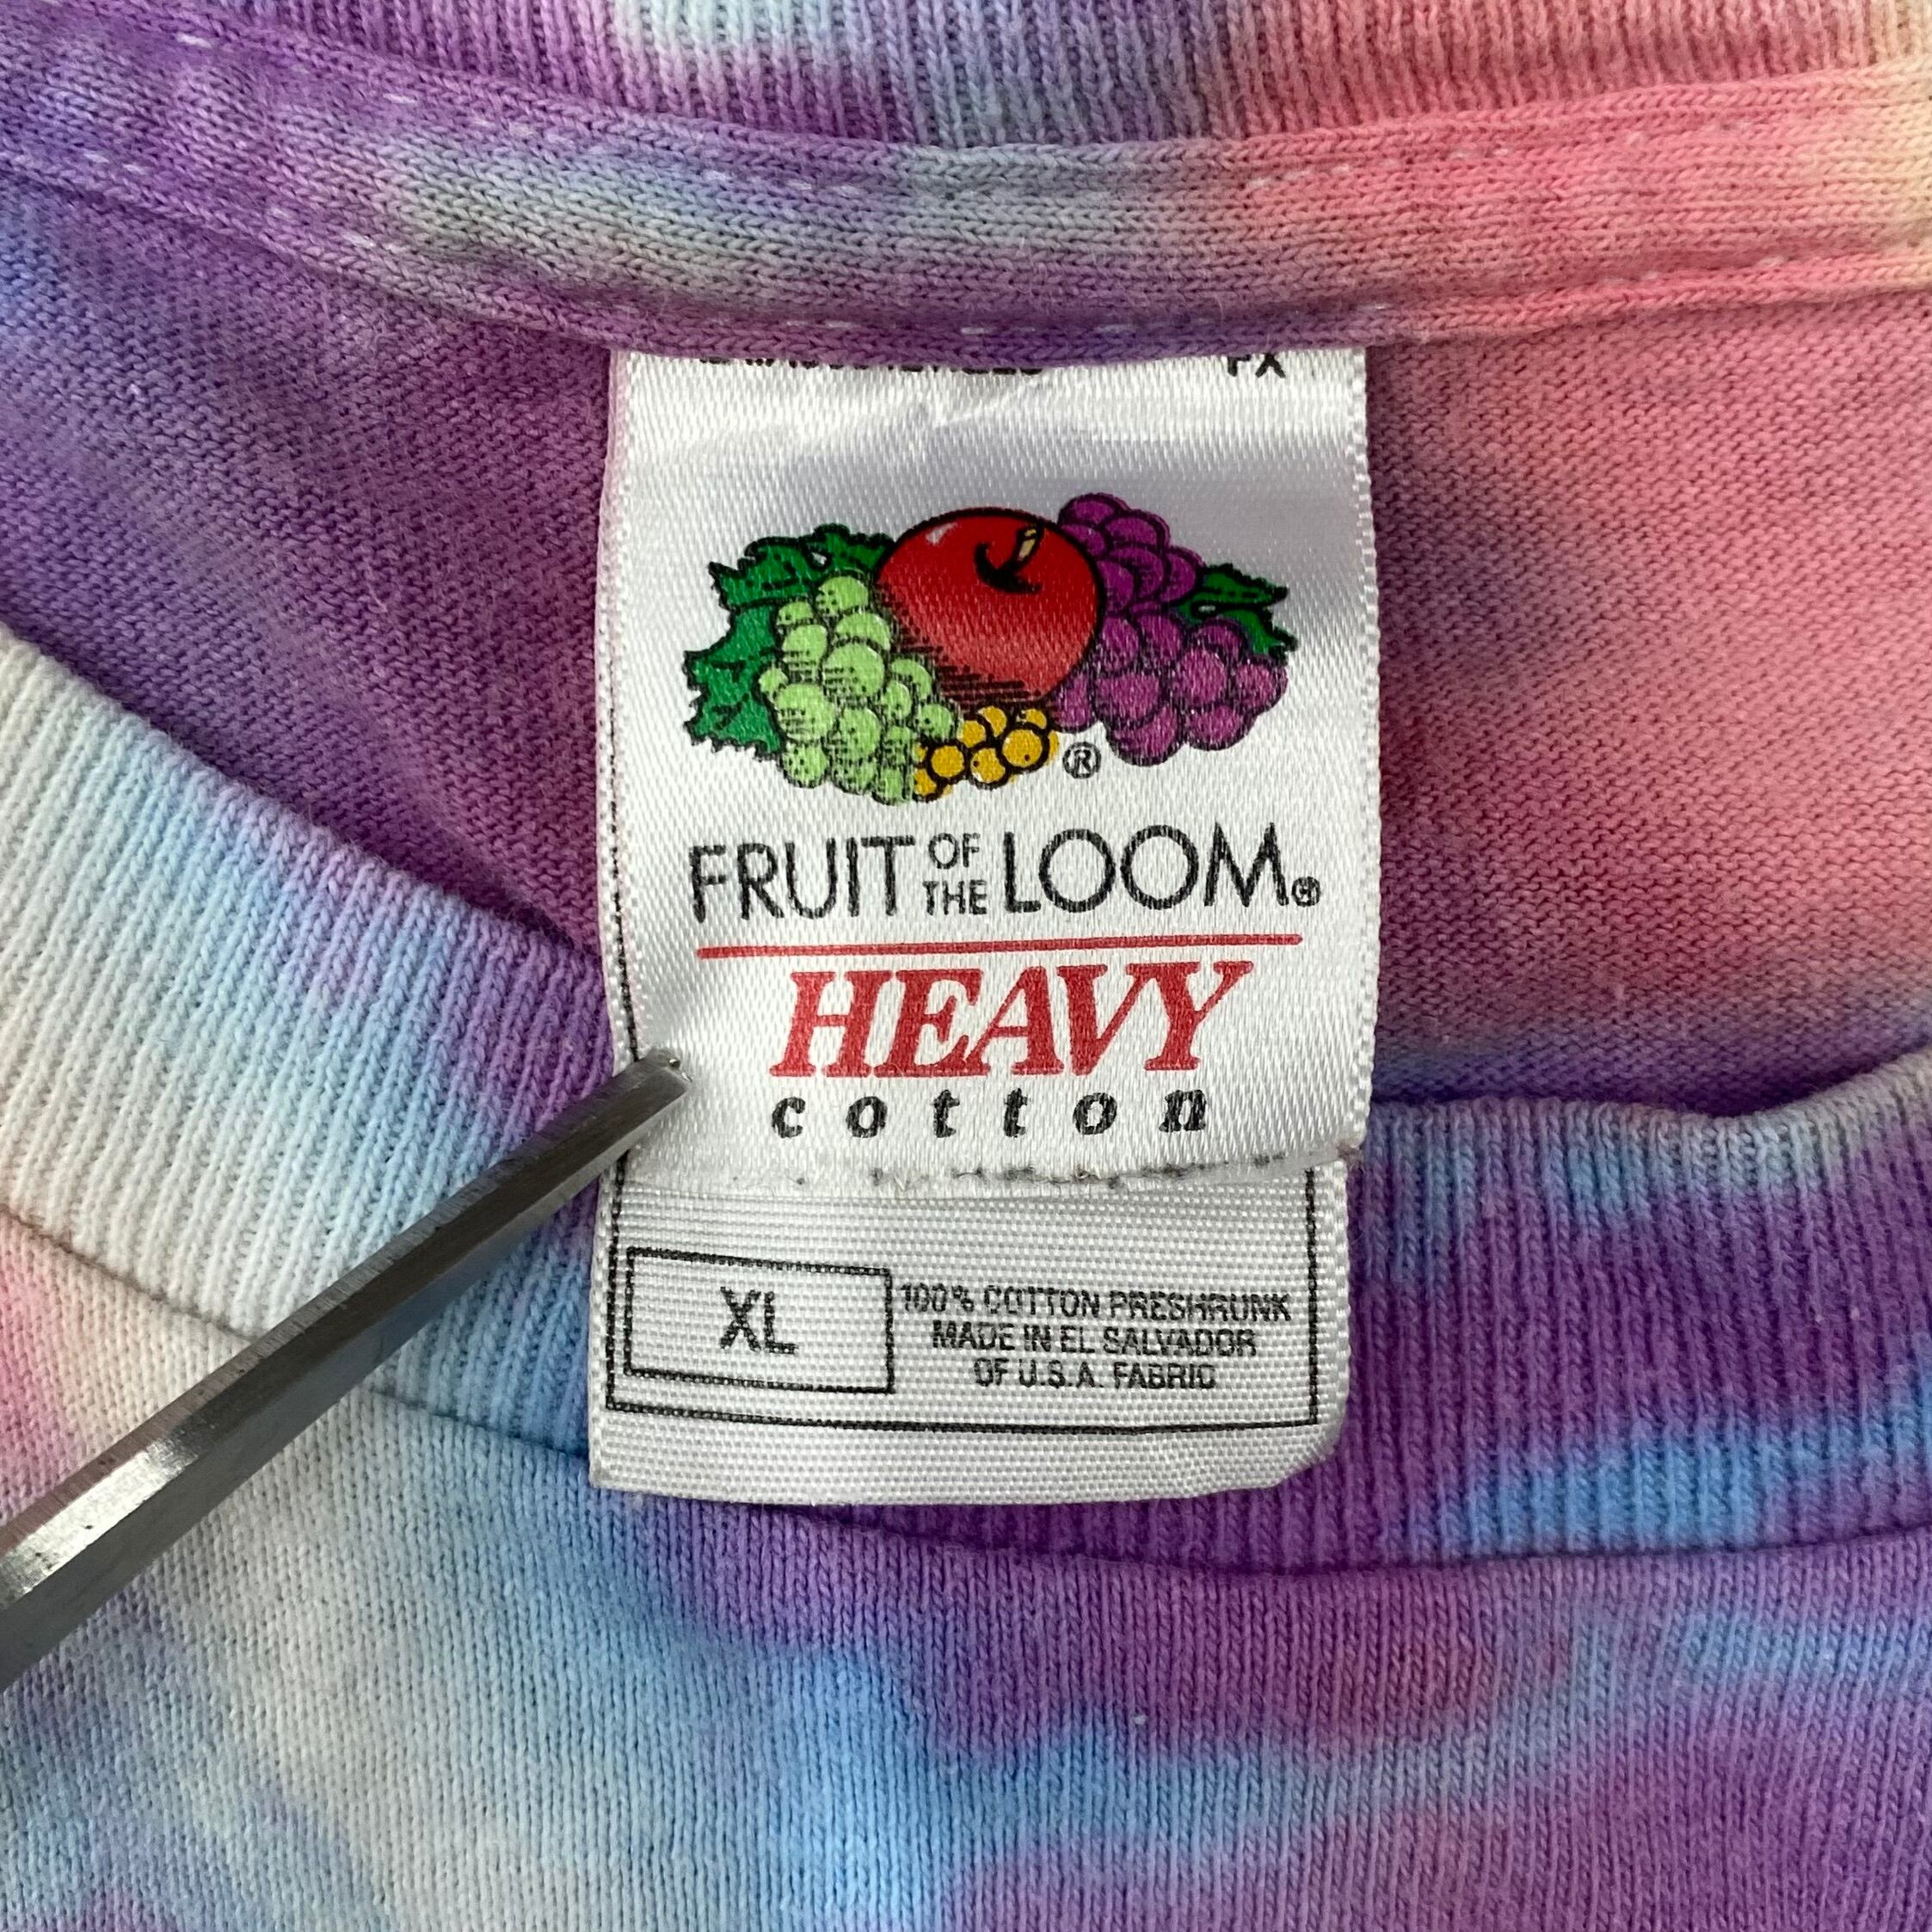 ®
FRUIT OF THE LOOM®
HEAVY
cotton
XL
100% COTTON PRESHRUNK
MADE IN EL SALVADOR
OF U.S.A. FABRIC